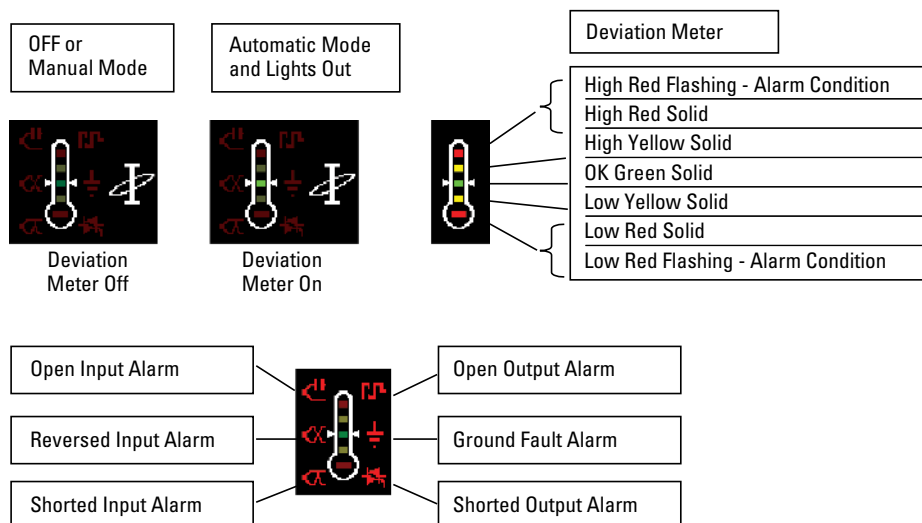 OFF or
Manual Mode
Automatic Mode
and Lights Out
Deviation Meter
Deviation
Meter Off
Deviation
Meter On
High Red Flashing - Alarm Condition
High Red Solid
High Yellow Solid
OK Green Solid
Low Yellow Solid
Low Red Solid
Low Red Flashing - Alarm Condition
Open Input Alarm
Open Output Alarm
Reversed Input Alarm
Ground Fault Alarm
Shorted Input Alarm
Shorted Output Alarm